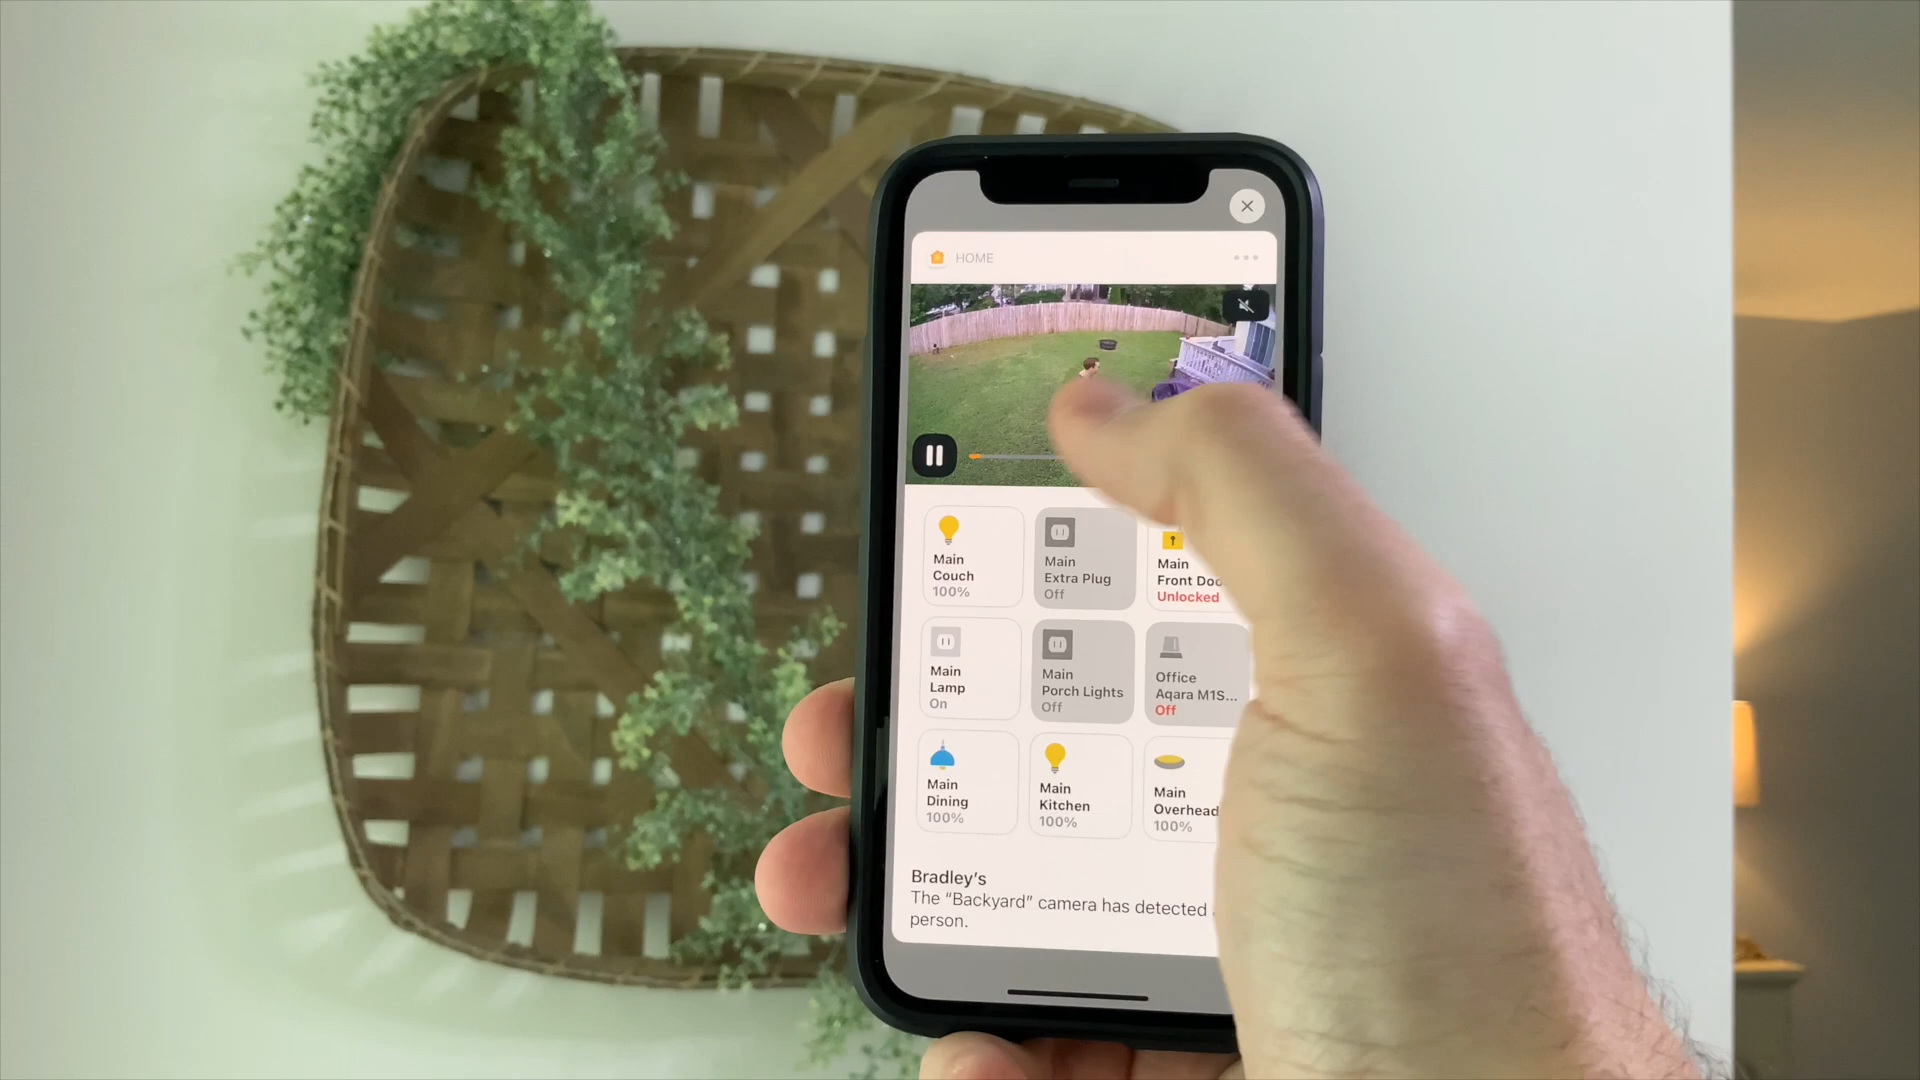 HOME
Main
Couch
100%
Main
Extra Plug
Off
Main
Front
Unlocked
Main
Lamp
On
Main
Porch Lights
Off
Office
Aqara M1S...
Off
Main
Dining
100%
Main
Kitchen
100%
Main
Overhead
100%
Bradley’s
The “Backyard” camera has detected
person.